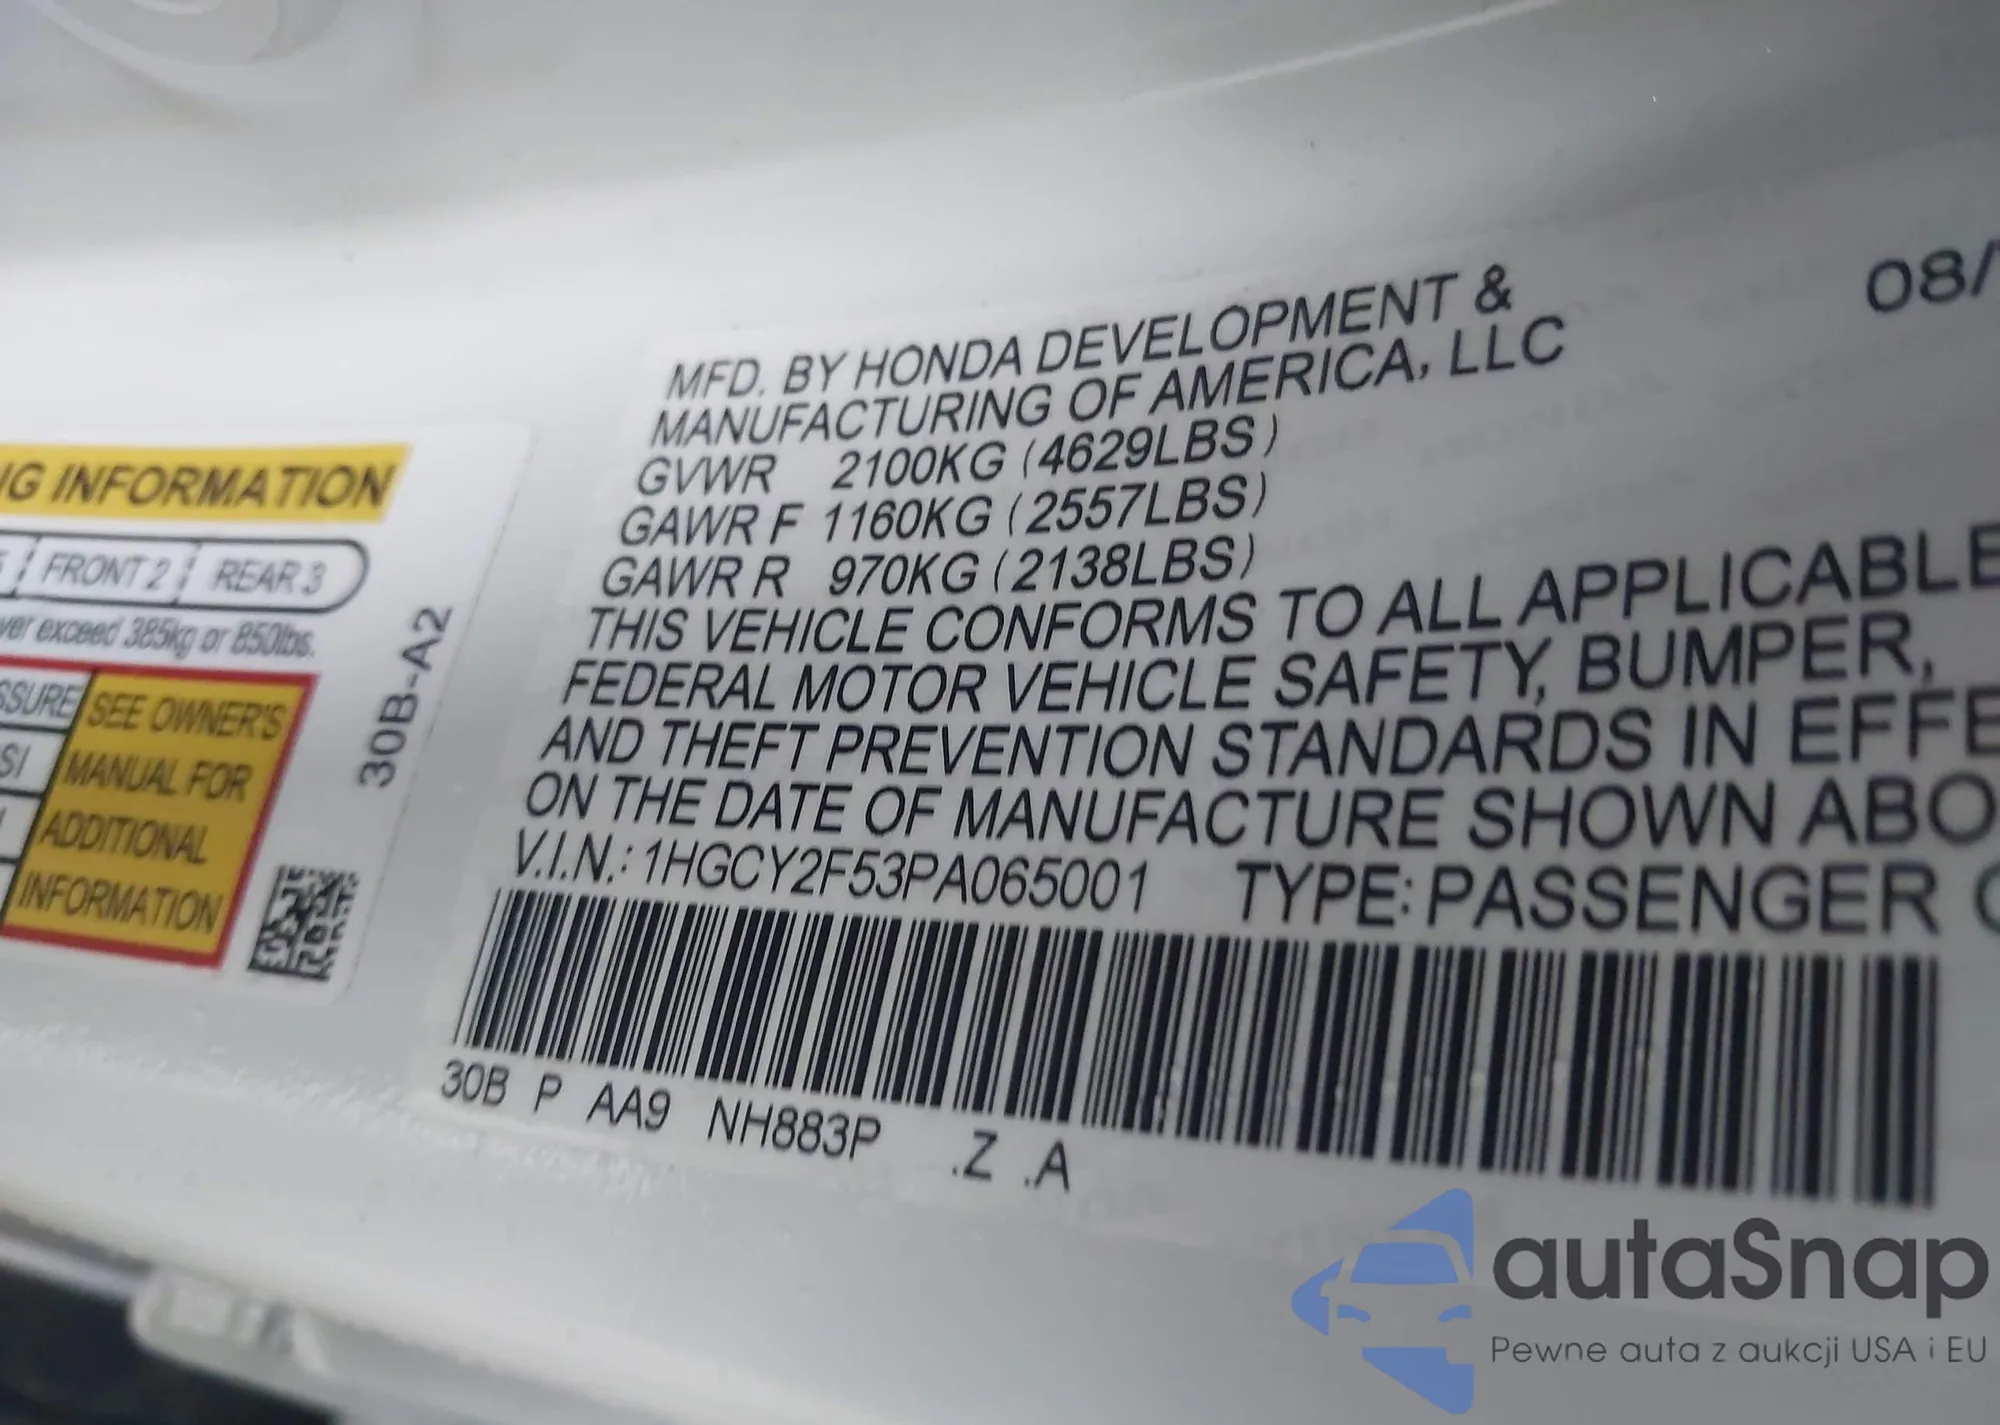 08/
MFD. BY HONDA DEVELOPMENT &
MANUFACTURING OF AMERICA, LLC
GVWR 2100KG (4629LBS)
GAWR F 1160KG (2557LBS)
GAWR R 970KG (2138LBS)
THIS VEHICLE CONFORMS TO ALL APPLICABLE
FEDERAL MOTOR VEHICLE SAFETY, BUMPER,
AND THEFT PREVENTION STANDARDS IN EFFE
ON THE DATE OF MANUFACTURE SHOWN ABO
V.I.N.: 1HGCY2F53PA065001 TYPE: PASSENGER C
30B P AA9 NH883P .Z .A
NG INFORMATION
FRONT 2 REAR 3
ver exceed 385kg or 850lbs.
SSURE
SI
SEE OWNER'S
MANUAL FOR
ADDITIONAL
INFORMATION
30B-A2
autaSnap
Pewne auta z aukcji USA i EU